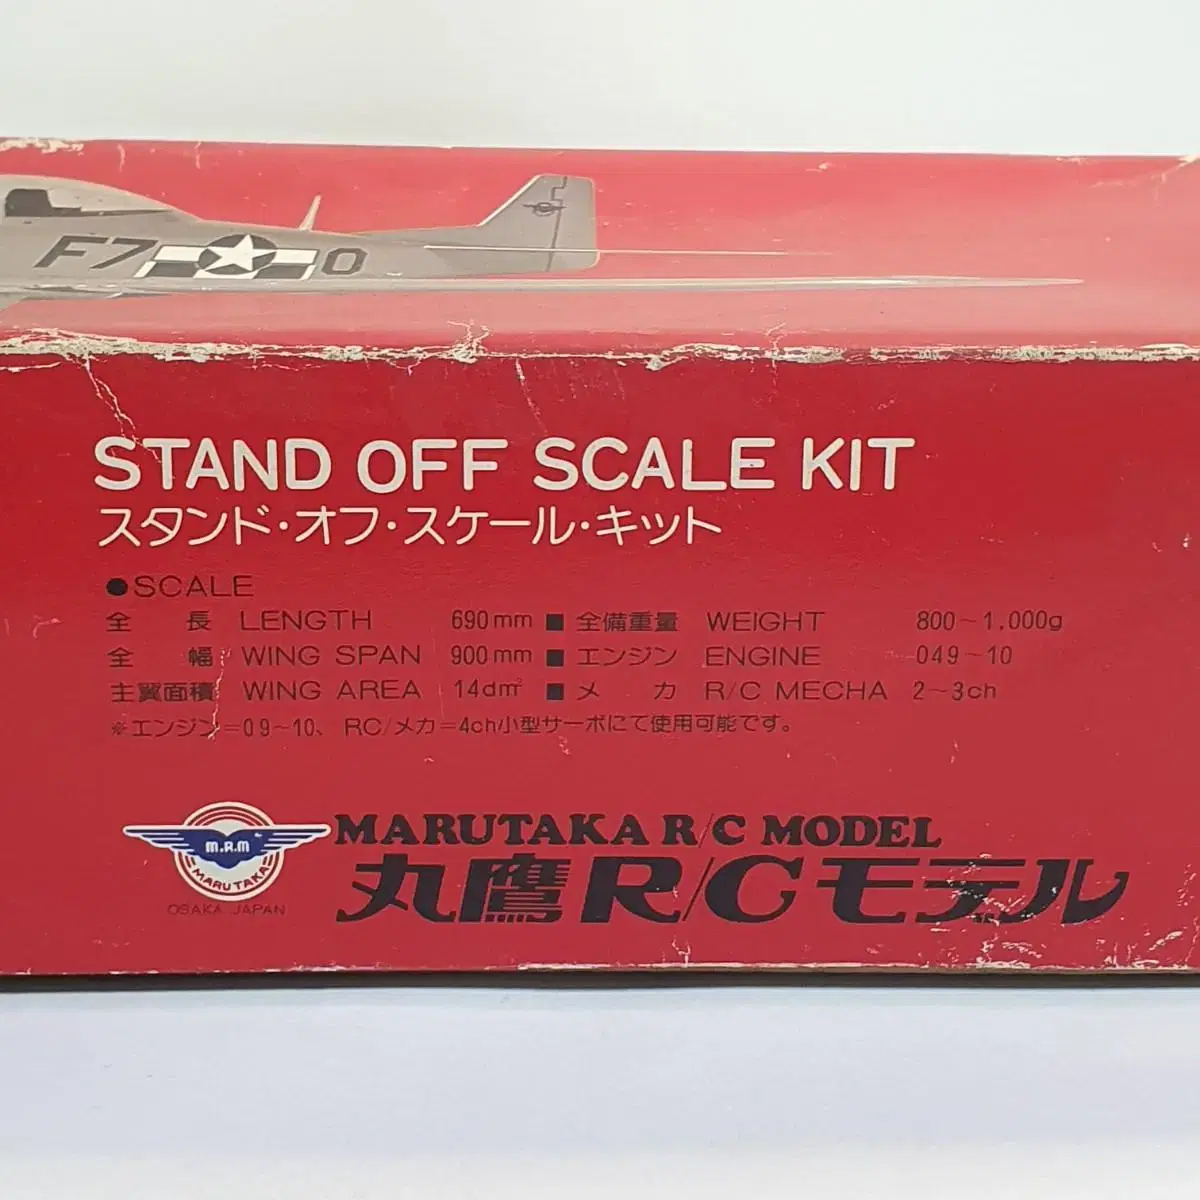 F7 O
STAND OFF SCALE KIT
スタンド・オフ・スケール・キット
●SCALE
全長 LENGTH 690mm ■ 全備重量 WEIGHT 800~1,000g
全幅 WING SPAN 900mm ■ エンジン ENGINE 049~10
主翼面積 WING AREA 14dm² ■ メカ R/C MECHA 2~3ch
※エンジン=09~10、RC/メカ=4ch小型サーボにて使用可能です。
M.R.M
MARUTAKA
OSAKA JAPAN
MARUTAKA R/C MODEL
丸鷹R/Cモデル